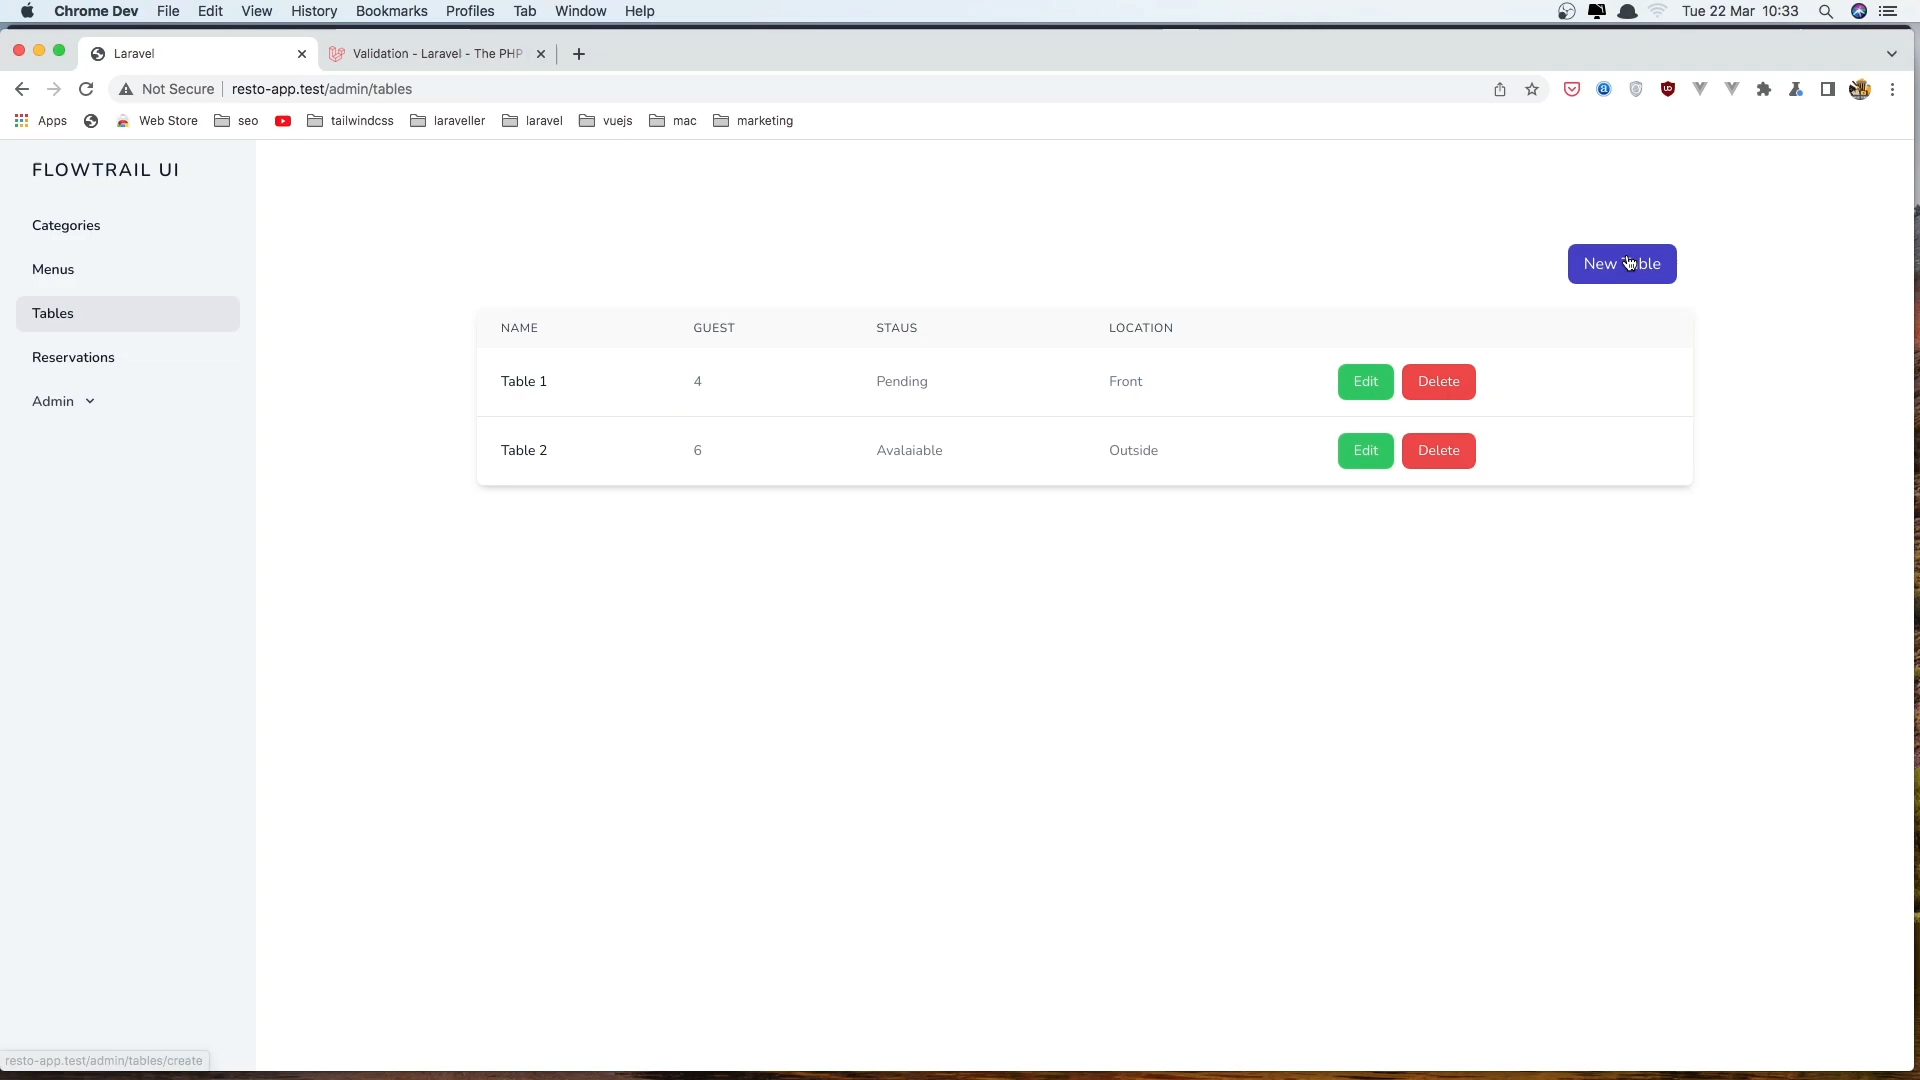 Chrome Dev File Edit View History Bookmarks Profiles Tab Window Help Tue 22 Mar 10:33
Laravel Validation - Laravel - The PHP
Not Secure resto-app.test/admin/tables
Apps Web Store seo tailwindcss laraveller laravel vuejs mac marketing
FLOWTRAIL UI
Categories
Menus
Tables
Reservations
Admin
New Table
NAME GUEST STAUS LOCATION
Table 1 4 Pending Front Edit Delete
Table 2 6 Avalaiable Outside Edit Delete
resto-app.test/admin/tables/create